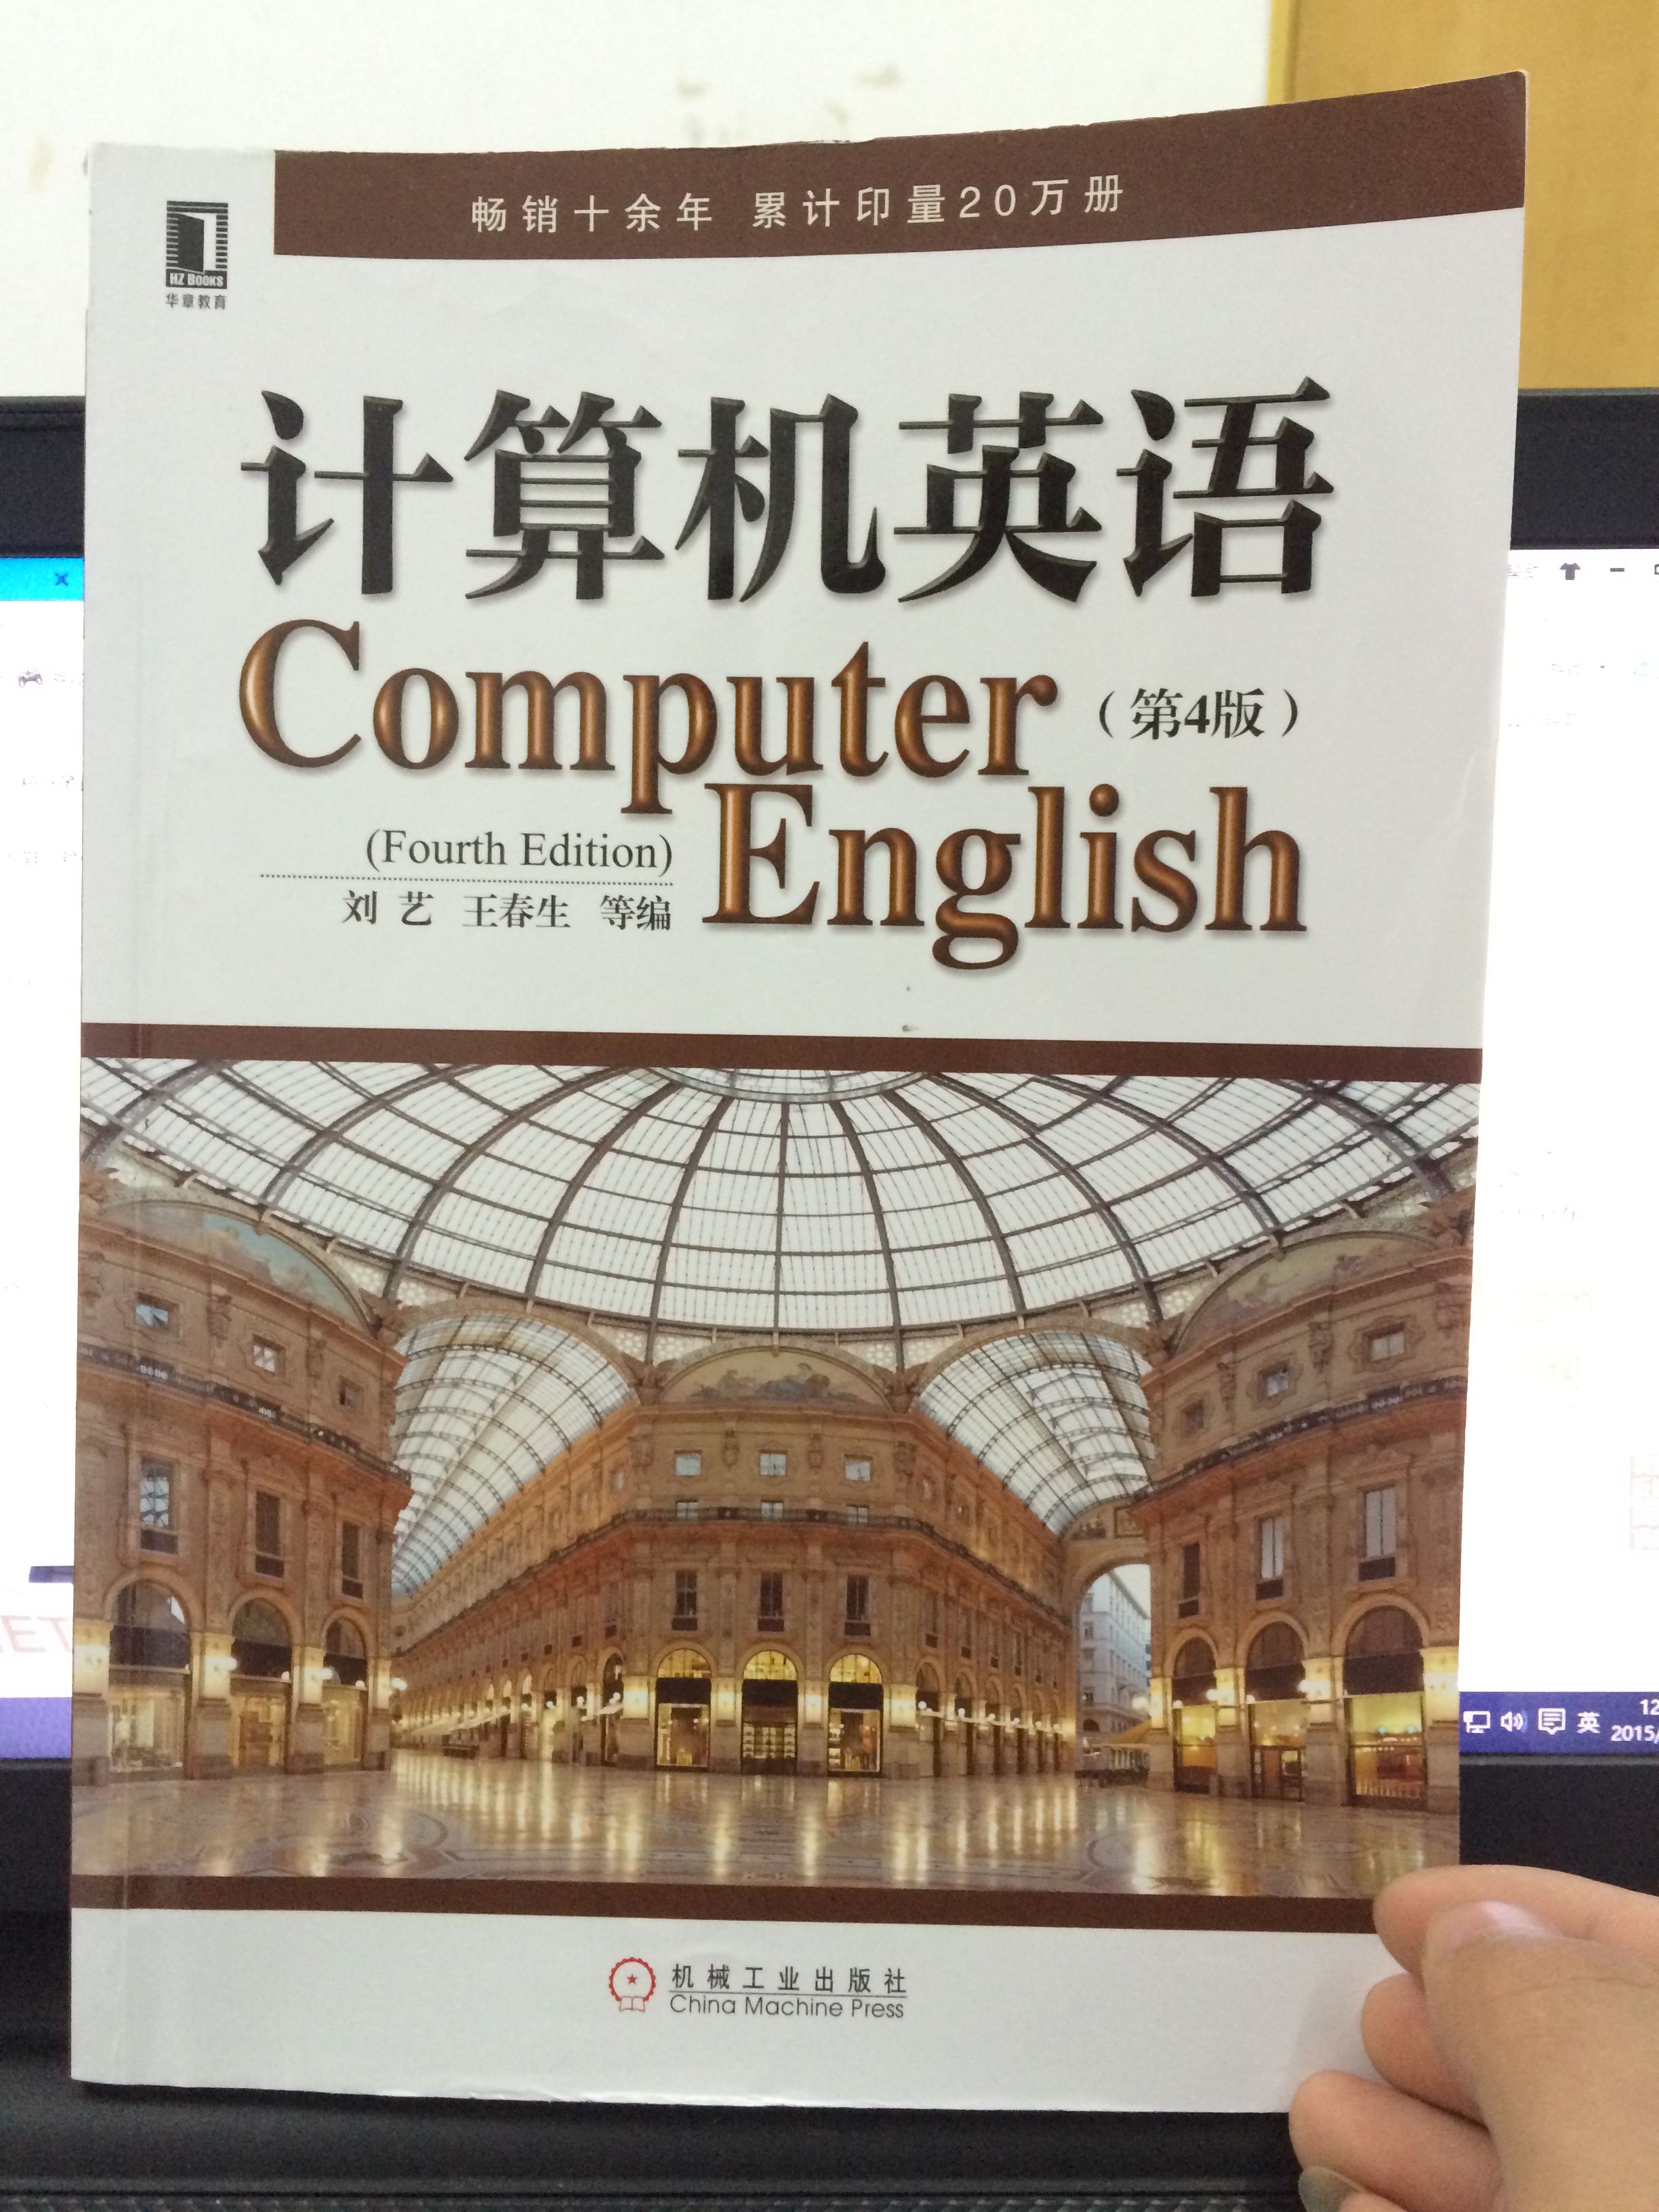 畅销十余年 累计印量20万册
HZ BOOKS
华章教育
计算机英语
Computer
（第4版）
English
(Fourth Edition)
刘艺 王春生 等编
机械工业出版社
China Machine Press
英
12
2015/